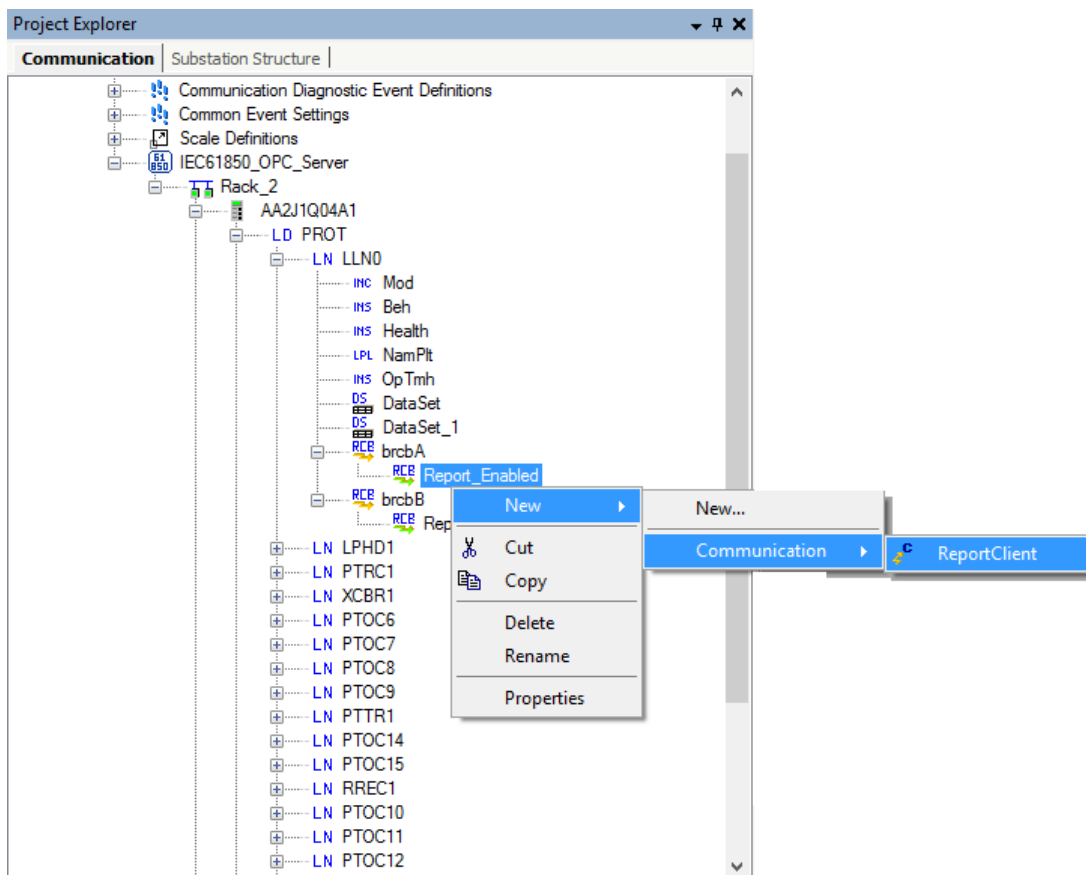 Project Explorer
Communication Substation Structure
Communication Diagnostic Event Definitions
Common Event Settings
Scale Definitions
61 850 IEC61850_OPC_Server
Rack_2
AA2J1Q04A1
LD PROT
LN LLN0
INC Mod
INS Beh
INS Health
LPL NamPlt
INS OpTmh
DS DataSet
DS DataSet_1
RCB brcbA
RCB Report_Enabled
RCB brcbB
RCB Rep
New
Cut
Copy
Delete
Rename
Properties
New...
Communication
C ReportClient
LN LPHD1
LN PTRC1
LN XCBR1
LN PTOC6
LN PTOC7
LN PTOC8
LN PTOC9
LN PTTR1
LN PTOC14
LN PTOC15
LN RREC1
LN PTOC10
LN PTOC11
LN PTOC12